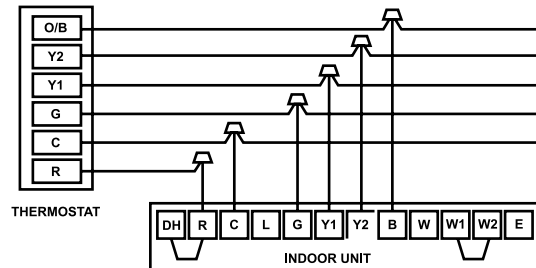 O/B
Y2
Y1
G
C
R
THERMOSTAT
DH R C L G Y1 Y2 B W W1 W2 E
INDOOR UNIT